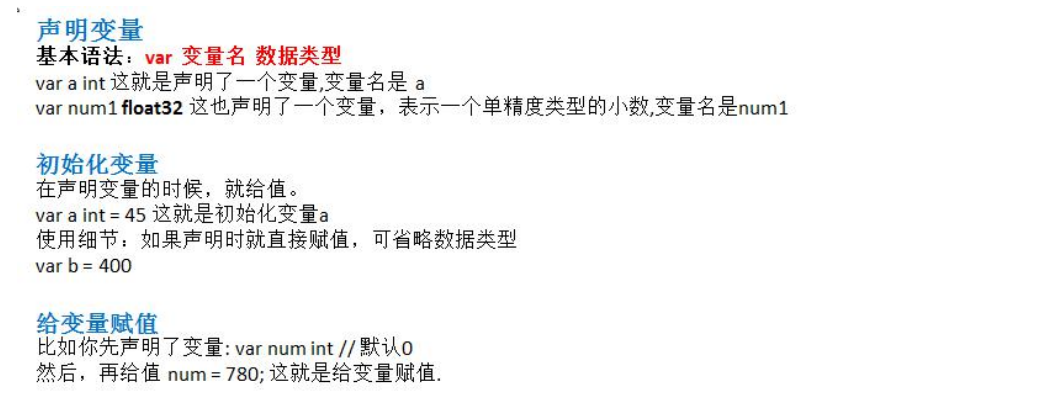 声明变量
基本语法：var 变量名 数据类型
var a int 这就是声明了一个变量,变量名是 a
var num1 float32 这也声明了一个变量，表示一个单精度类型的小数,变量名是num1
初始化变量
在声明变量的时候，就给值。
var a int = 45 这就是初始化变量a
使用细节：如果声明时就直接赋值，可省略数据类型
var b = 400
给变量赋值
比如你先声明了变量: var num int // 默认0
然后，再给值 num = 780; 这就是给变量赋值.